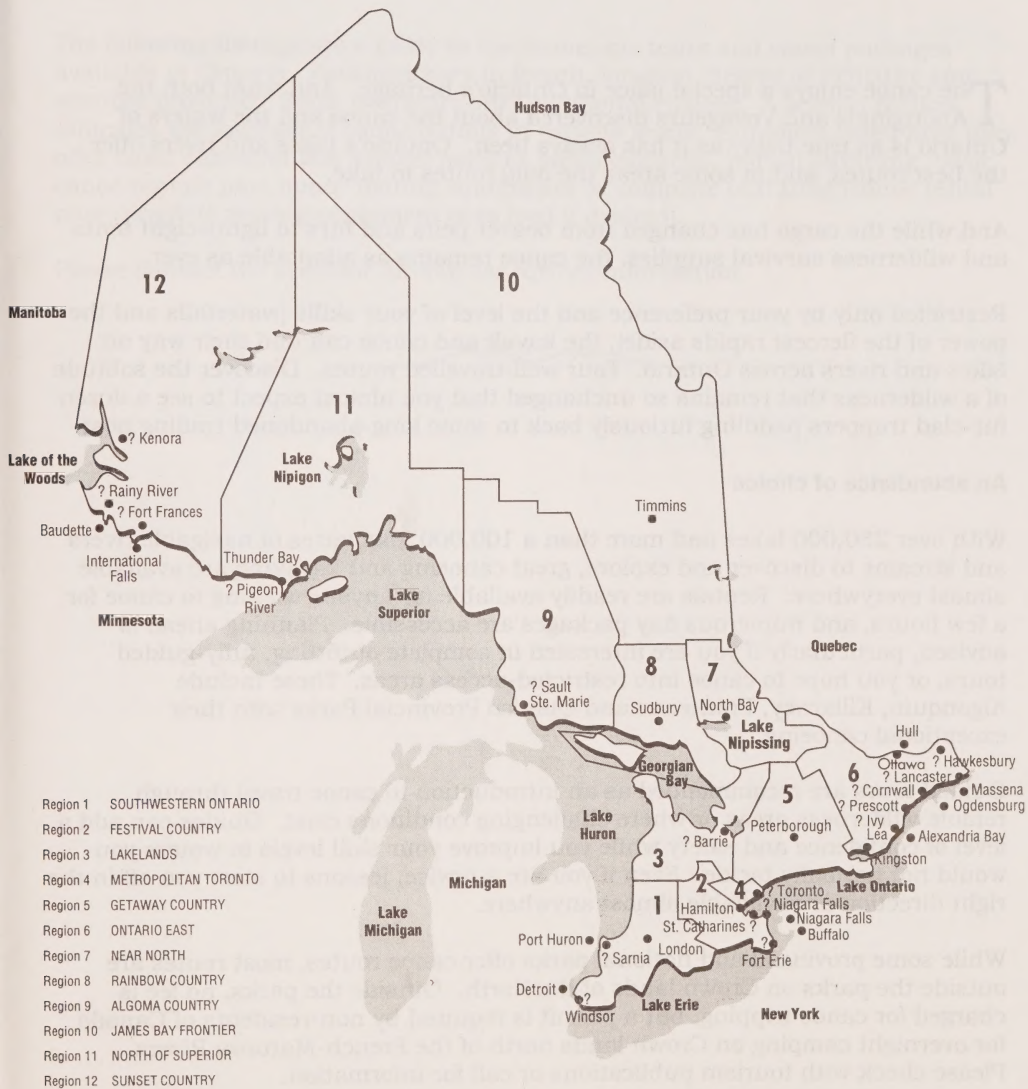 Hudson Bay
12
10
Manitoba
11
? Kenora
Lake of the
Woods
Lake
Nipigon
? Rainy River
? Fort Frances
Baudette
International
Falls
Thunder Bay
? Pigeon
River
Minnesota
Lake
Superior
Timmins
9
8
7
Quebec
? Sault
Ste. Marie
Sudbury
North Bay
Lake
Nipissing
Georgian
Bay
Hull
Ottawa
? Hawkesbury
6
? Lancaster
? Cornwall
Massena
? Prescott
Ogdensburg
? Ivy
Lea
Alexandria Bay
Kingston
5
Peterborough
Lake
Huron
? Barrie
3
2
4
? Toronto
Lake Ontario
Hamilton
? Niagara Falls
St. Catharines ?
Niagara Falls
Buffalo
?
Fort Erie
Michigan
Lake
Michigan
1
Port Huron
? Sarnia
London
Detroit
?
Windsor
Lake Erie
New York
Region 1 SOUTHWESTERN ONTARIO
Region 2 FESTIVAL COUNTRY
Region 3 LAKELANDS
Region 4 METROPOLITAN TORONTO
Region 5 GETAWAY COUNTRY
Region 6 ONTARIO EAST
Region 7 NEAR NORTH
Region 8 RAINBOW COUNTRY
Region 9 ALGOMA COUNTRY
Region 10 JAMES BAY FRONTIER
Region 11 NORTH OF SUPERIOR
Region 12 SUNSET COUNTRY